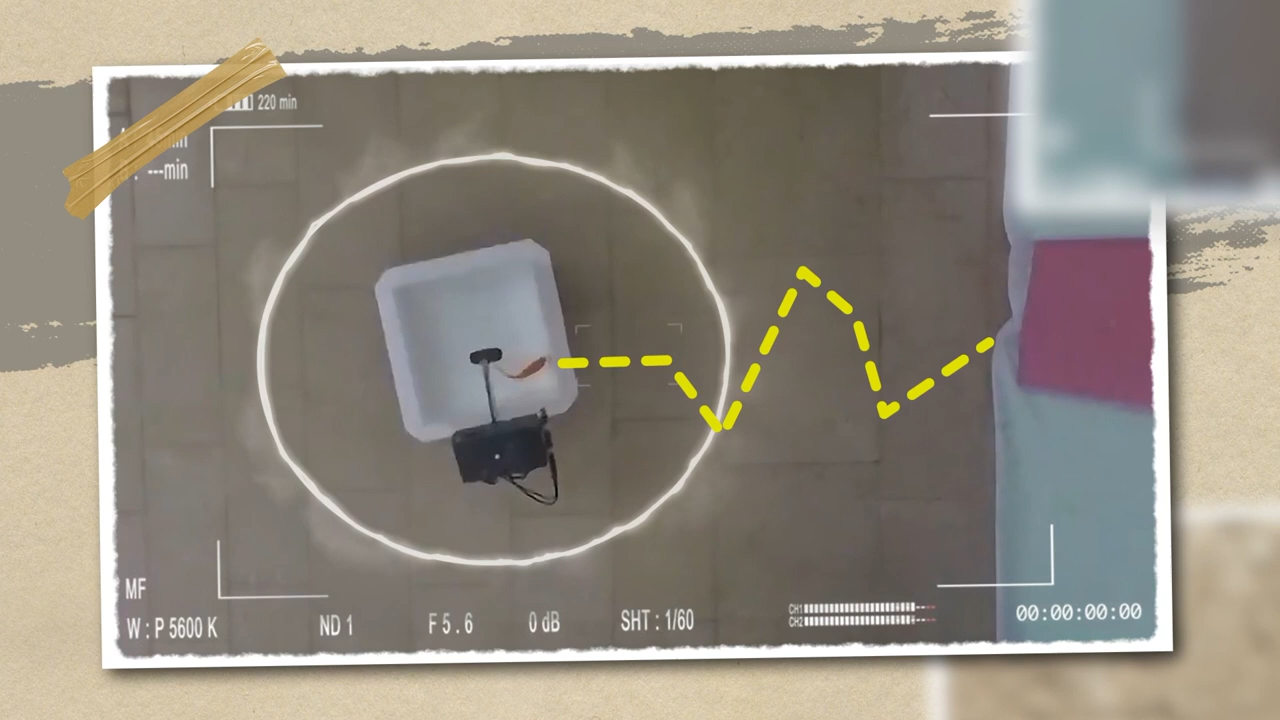 220 min
---min
MF
W : P 5600 K
ND 1
F 5 . 6
0 dB
SHT : 1/60
CH1
CH2
00:00:00:00